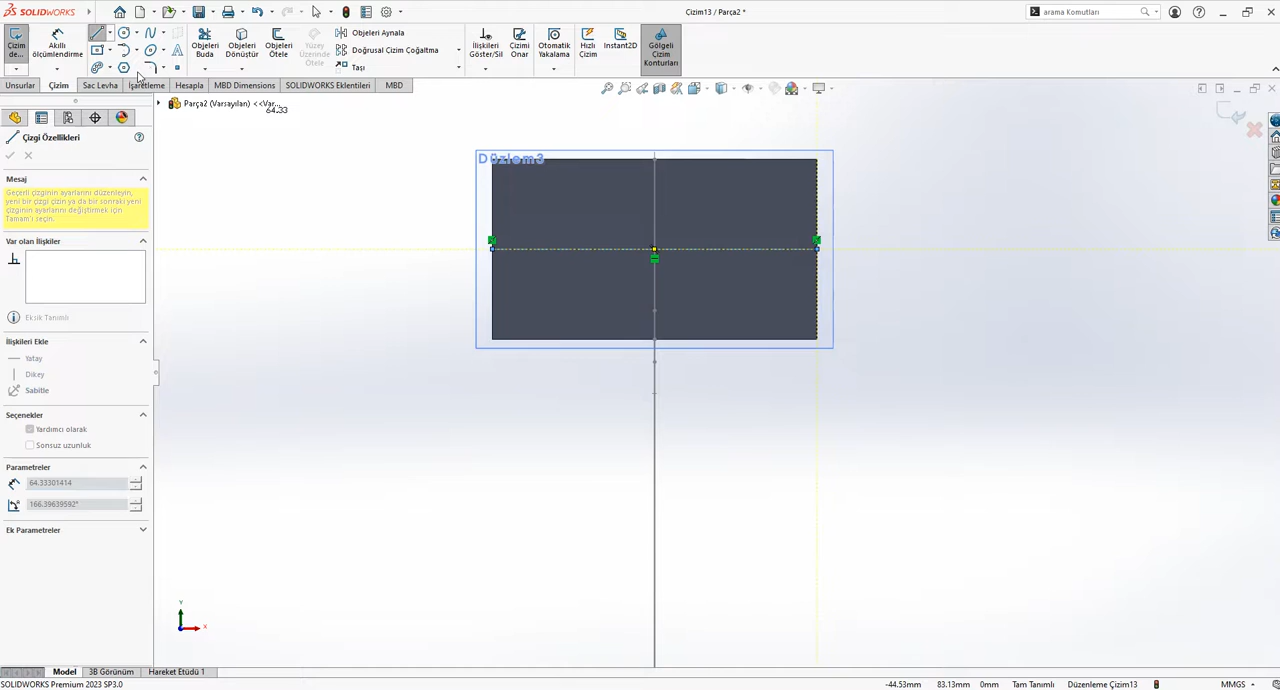 SOLIDWORKS
Çizim13 / Parça2 *
arama Komutları
Çizim
de...
Akıllı
ölçümlendirme
Objeleri
Buda
Objeleri
Dönüştür
Objeleri
Ötele
Yüzey
Üzerinde
Ötele
Objeleri Aynala
Doğrusal Çizim Çoğaltma
Taşı
İlişkileri
Göster/Sil
Çizimi
Onar
Otomatik
Yakalama
Hızlı
Çizim
Instant2D
Gölgeli
Çizim
Konturları
Unsurlar
Çizim
Sac Levha
İşaretleme
Hesapla
MBD Dimensions
SOLIDWORKS Eklentileri
MBD
Parça2 (Varsayılan) <<Var...
64.33
Çizgi Özellikleri
Mesaj
Geçerli çizginin ayarlarını düzenleyin,
yeni bir çizgi çizin ya da bir sonraki yeni
çizginin ayarlarını değiştirmek için
Tamam'ı seçin.
Var olan İlişkiler
Eksik Tanımlı
İlişkileri Ekle
Yatay
Dikey
Sabitle
Seçenekler
Yardımcı olarak
Sonsuz uzunluk
Parametreler
64.33301414
166.39639592°
Ek Parametreler
Düzlem3
Y
X
Model
3B Görünüm
Hareket Etüdü 1
SOLIDWORKS Premium 2023 SP3.0
-44.53mm
83.13mm
0mm
Tam Tanımlı
Düzenleme Çizim13
MMGS